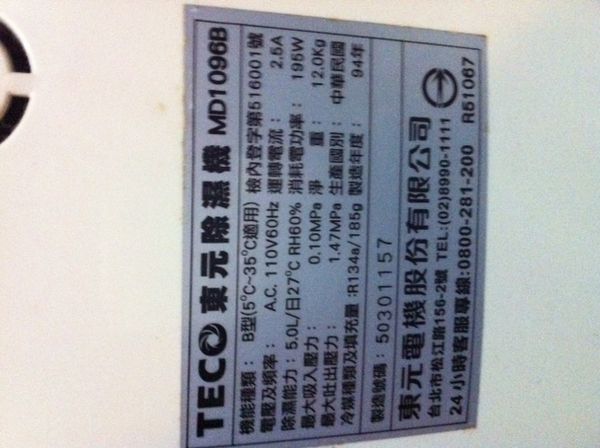 TECO 東元除濕機 MD1096B
機能種類： B型(5°C~35°C適用) 檢內登字第516001號
電壓及頻率： A.C. 110V60Hz 運轉電流： 2.5A
除濕能力：5.0L/日27°C RH60% 消耗電功率： 195W
最大吸入壓力： 0.10MPa 淨 重： 12.0Kg
最大吐出壓力： 1.47MPa 生產國別： 中華民國
冷媒種類及填充量：R134a/185g 製造年度： 94年
製造號碼：50301157
東元電機股份有限公司
台北市松江路156-2號 TEL:(02)8990-1111
24小時客服專線:0800-281-200 R51067